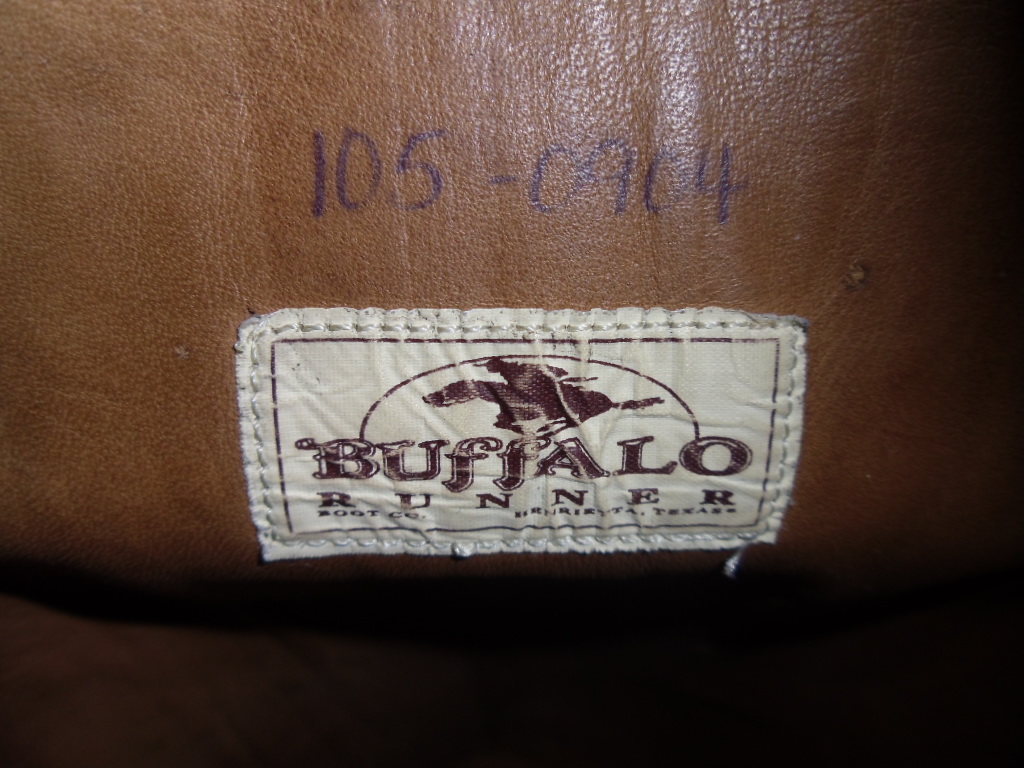 105-0904
BUFFALO
RUNNER
BOOT CO. HENRIETTA, TEXAS